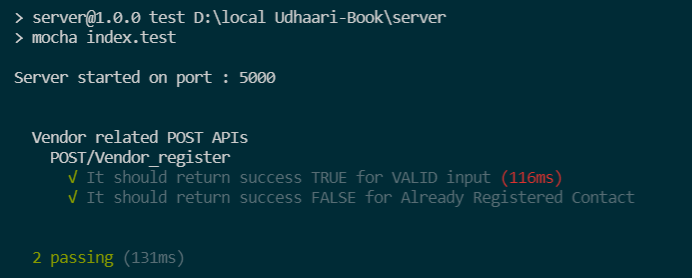 > server@1.0.0 test D:\local Udhaari-Book\server
> mocha index.test
Server started on port : 5000
Vendor related POST APIs
POST/Vendor_register
√ It should return success TRUE for VALID input (116ms)
√ It should return success FALSE for Already Registered Contact
2 passing (131ms)